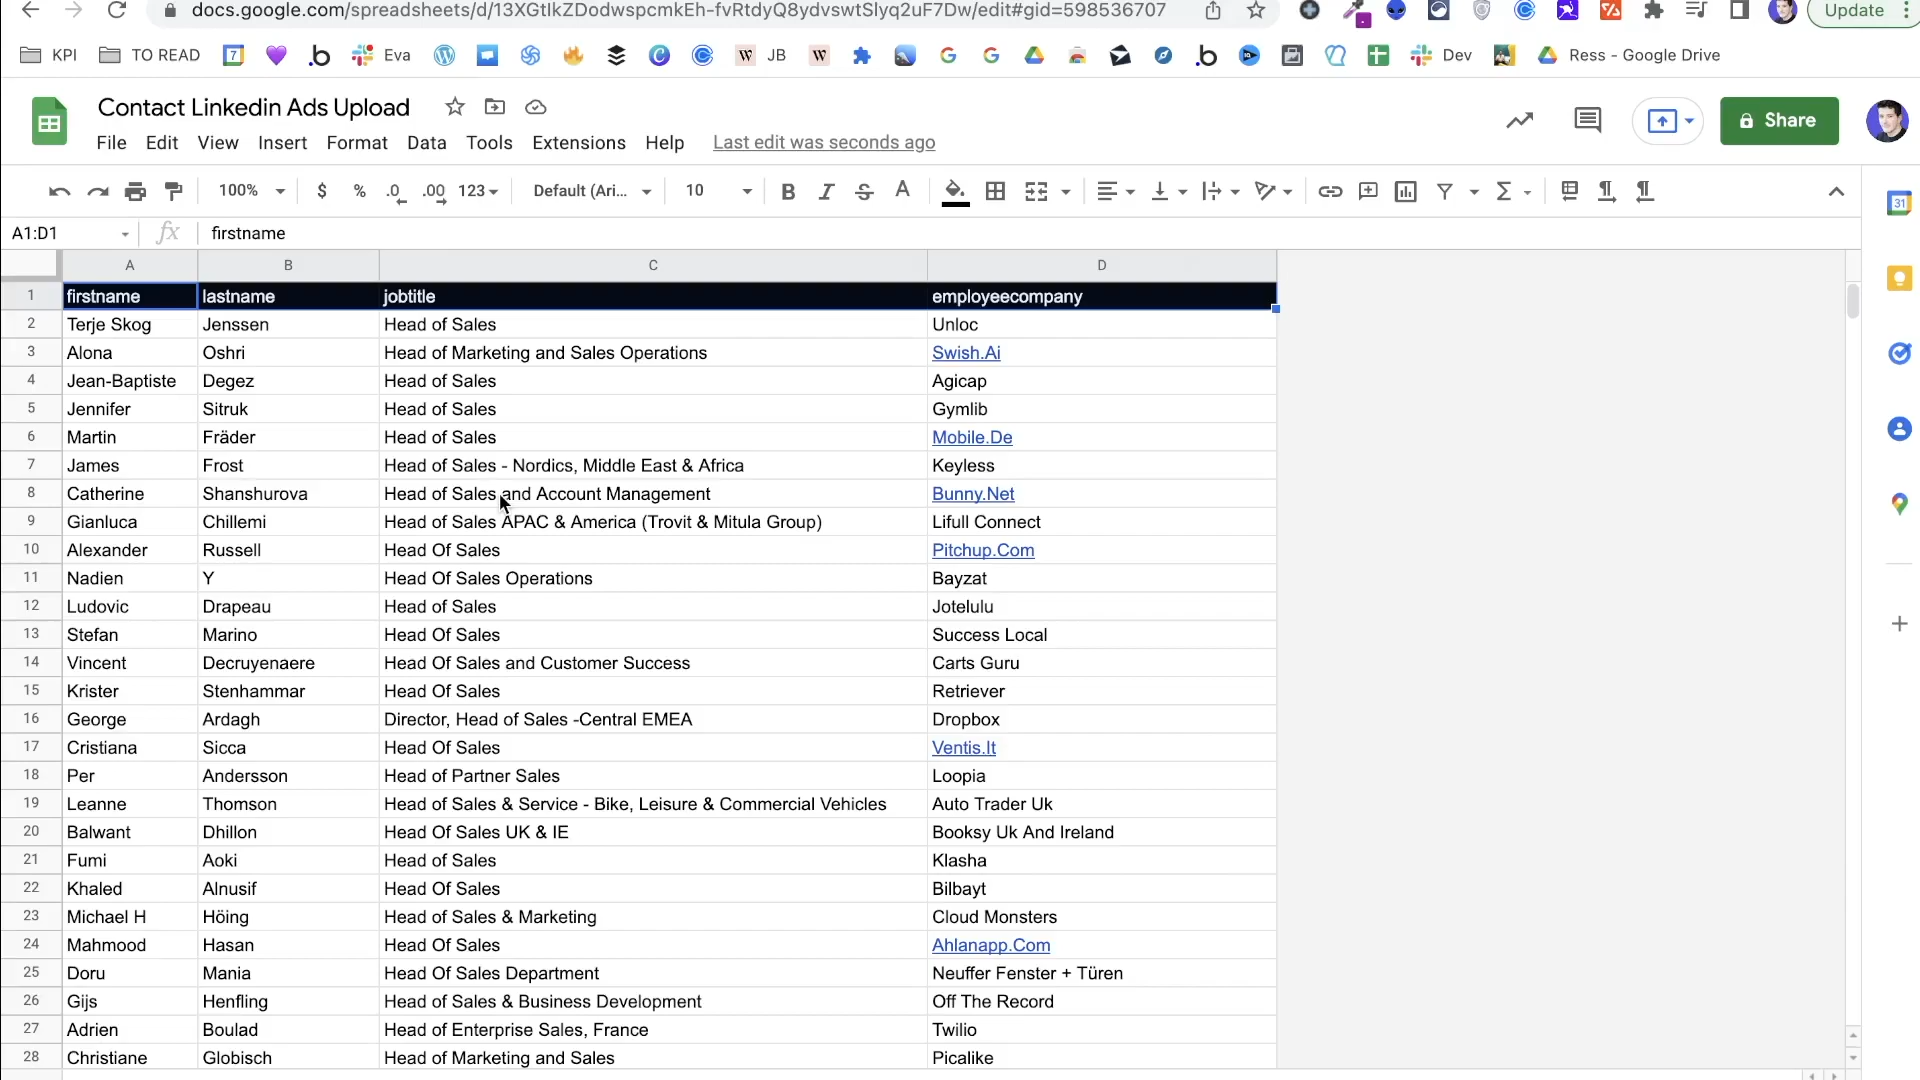 docs.google.com/spreadsheets/d/13XGtIkZDodwspcmkEh-fvRtdyQ8ydvswtSlyq2uF7Dw/edit#gid=598536707 Update
KPI TO READ 7 Eva W JB W Dev Ress - Google Drive
Contact Linkedin Ads Upload
Share
File Edit View Insert Format Data Tools Extensions Help Last edit was seconds ago
100% $ % .0 .00 123 Default (Ari... 10 B I S A
31
A1:D1 fx firstname
A B C D
1 firstname lastname jobtitle employeecompany
2 Terje Skog Jenssen Head of Sales Unloc
3 Alona Oshri Head of Marketing and Sales Operations Swish.Ai
4 Jean-Baptiste Degez Head of Sales Agicap
5 Jennifer Sitruk Head of Sales Gymlib
6 Martin Fräder Head of Sales Mobile.De
7 James Frost Head of Sales - Nordics, Middle East & Africa Keyless
8 Catherine Shanshurova Head of Sales and Account Management Bunny.Net
9 Gianluca Chillemi Head of Sales APAC & America (Trovit & Mitula Group) Lifull Connect
10 Alexander Russell Head Of Sales Pitchup.Com
11 Nadien Y Head Of Sales Operations Bayzat
12 Ludovic Drapeau Head of Sales Jotelulu
13 Stefan Marino Head Of Sales Success Local
14 Vincent Decruyenaere Head Of Sales and Customer Success Carts Guru
15 Krister Stenhammar Head Of Sales Retriever
16 George Ardagh Director, Head of Sales -Central EMEA Dropbox
17 Cristiana Sicca Head Of Sales Ventis.It
18 Per Andersson Head of Partner Sales Loopia
19 Leanne Thomson Head of Sales & Service - Bike, Leisure & Commercial Vehicles Auto Trader Uk
20 Balwant Dhillon Head Of Sales UK & IE Booksy Uk And Ireland
21 Fumi Aoki Head of Sales Klasha
22 Khaled Alnusif Head Of Sales Bilbayt
23 Michael H Höing Head of Sales & Marketing Cloud Monsters
24 Mahmood Hasan Head Of Sales Ahlanapp.Com
25 Doru Mania Head Of Sales Department Neuffer Fenster + Türen
26 Gijs Henfling Head of Sales & Business Development Off The Record
27 Adrien Boulad Head of Enterprise Sales, France Twilio
28 Christiane Globisch Head of Marketing and Sales Picalike